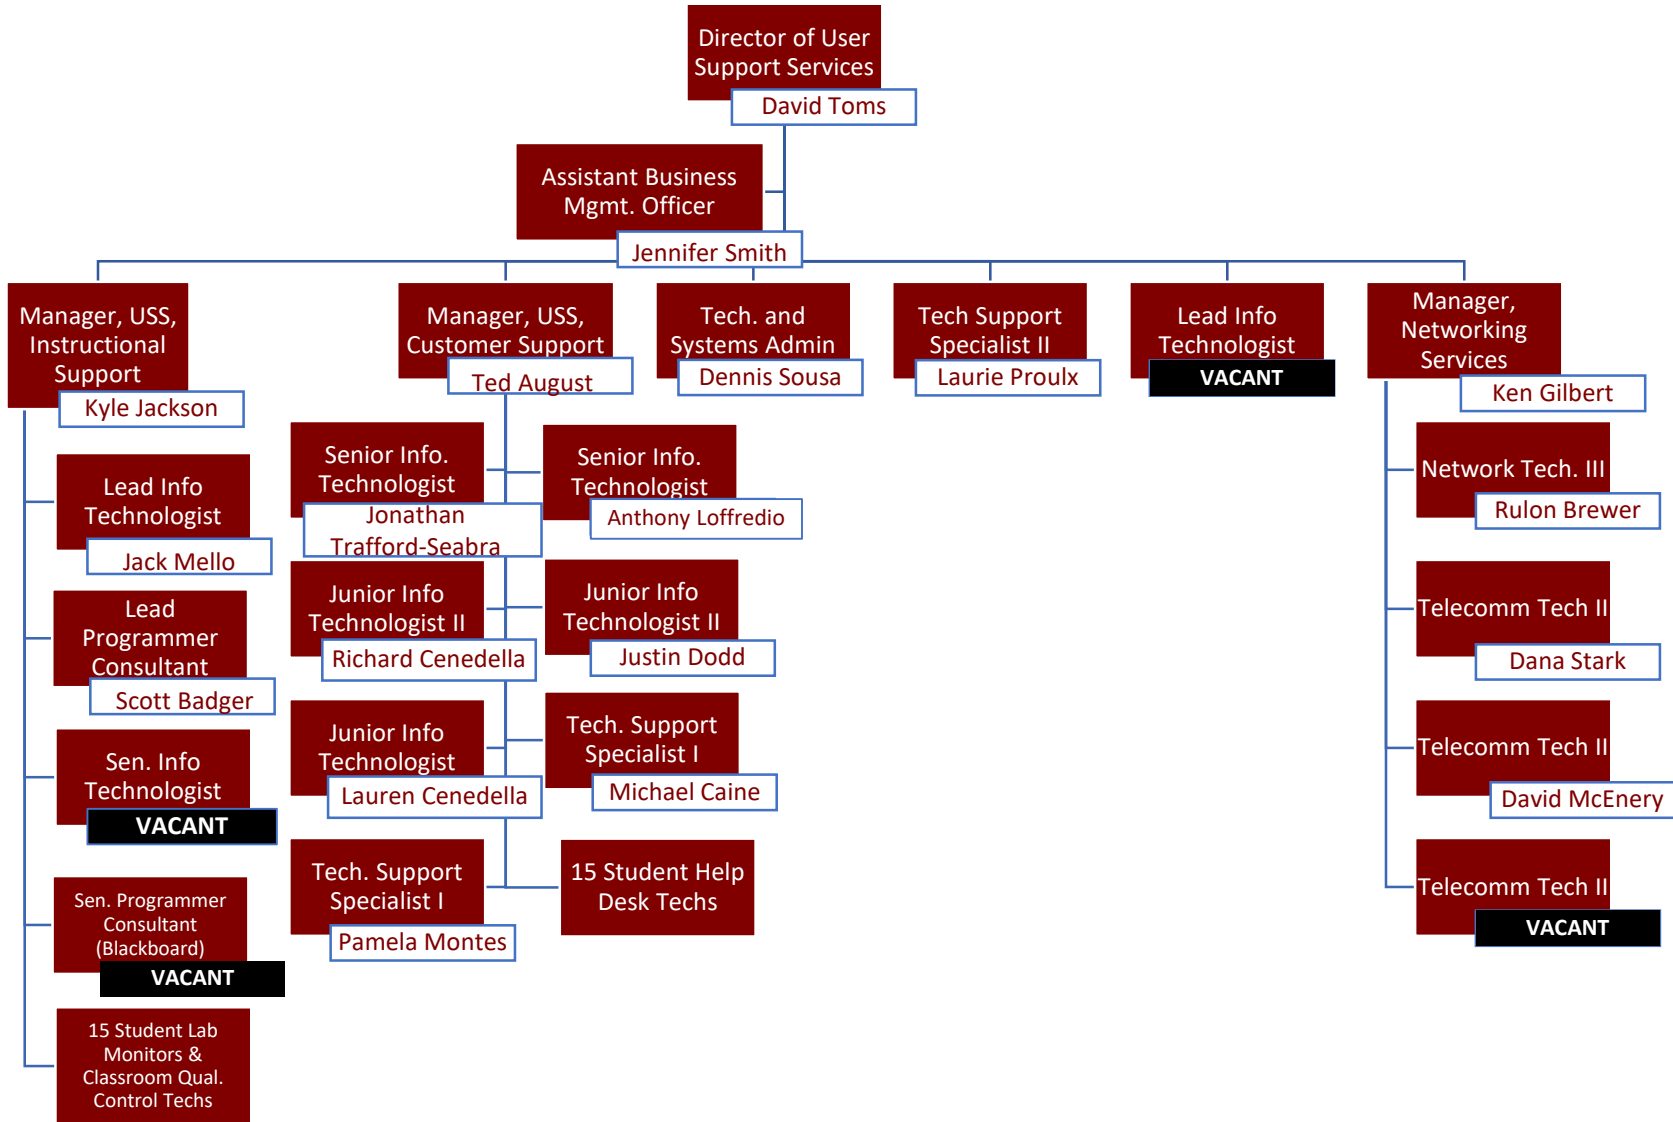 Director of User
Support Services
David Toms
Assistant Business
Mgmt. Officer
Jennifer Smith
Manager, USS,
Instructional
Support
Kyle Jackson
Manager, USS,
Customer Support
Ted August
Tech. and
Systems Admin
Dennis Sousa
Tech Support
Specialist II
Laurie Proulx
Lead Info
Technologist
VACANT
Manager,
Networking
Services
Ken Gilbert
Lead Info
Technologist
Jack Mello
Lead
Programmer
Consultant
Scott Badger
Sen. Info
Technologist
VACANT
Sen. Programmer
Consultant
(Blackboard)
VACANT
15 Student Lab
Monitors &
Classroom Qual.
Control Techs
Senior Info.
Technologist
Jonathan
Trafford-Seabra
Senior Info.
Technologist
Anthony Loffredio
Junior Info
Technologist II
Richard Cenedella
Junior Info
Technologist II
Justin Dodd
Junior Info
Technologist
Lauren Cenedella
Tech. Support
Specialist I
Michael Caine
Tech. Support
Specialist I
Pamela Montes
15 Student Help
Desk Techs
Network Tech. III
Rulon Brewer
Telecomm Tech II
Dana Stark
Telecomm Tech II
David McEnery
Telecomm Tech II
VACANT